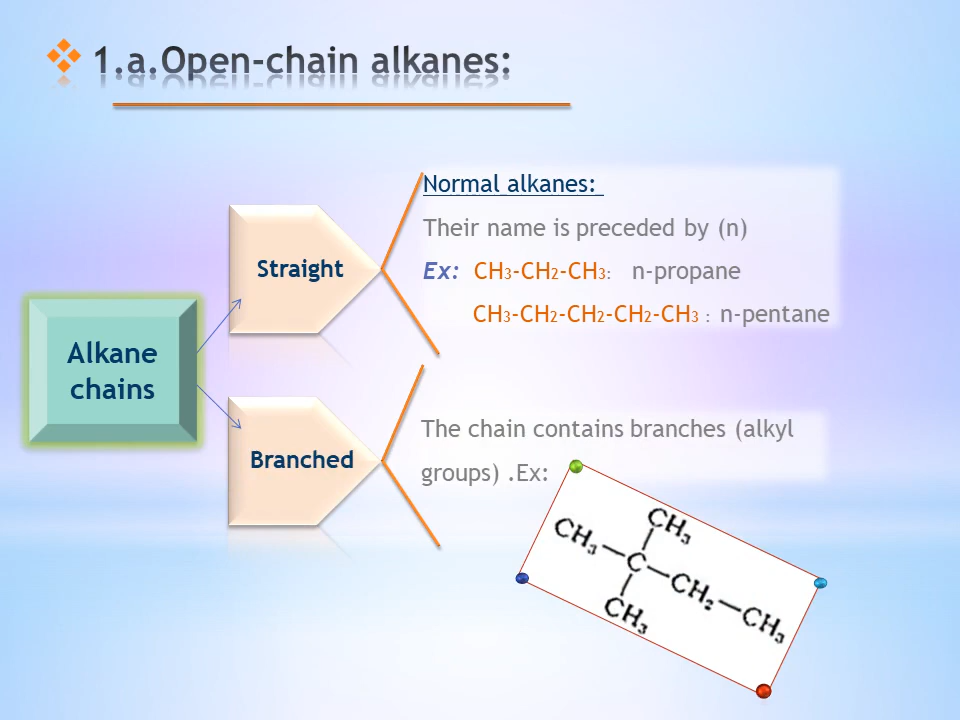 ❖ 1.a.Open-chain alkanes:
Alkane
chains
Straight
Normal alkanes:
Their name is preceded by (n)
Ex: CH3-CH2-CH3: n-propane
CH3-CH2-CH2-CH2-CH3 : n-pentane
Branched
The chain contains branches (alkyl
groups) .Ex:
CH3
CH3-C-CH2-CH3
CH3